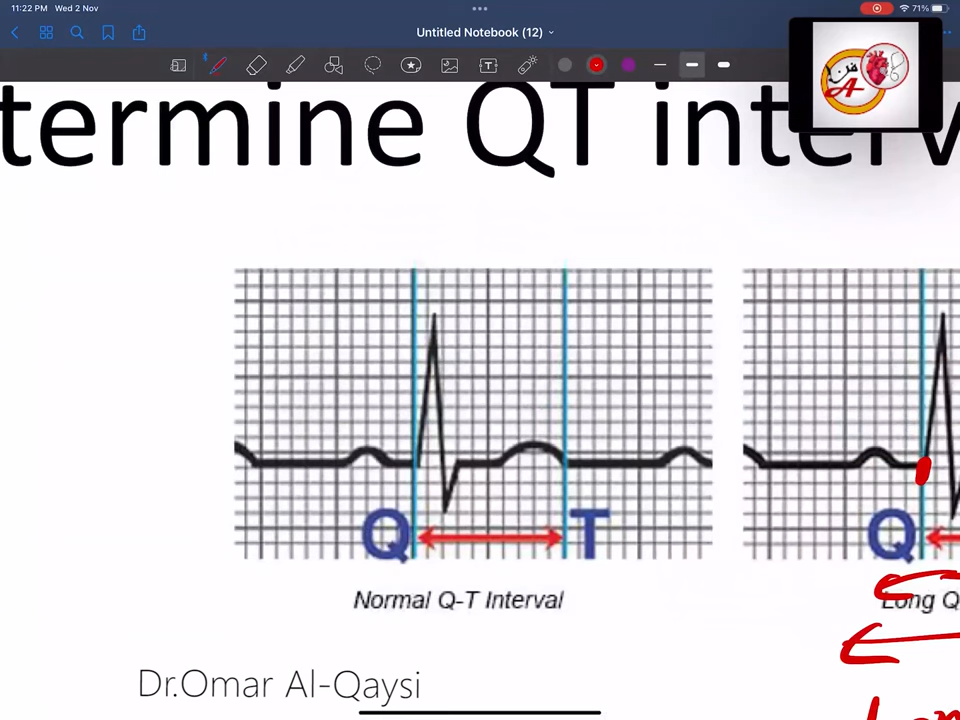 11:22 PM Wed 2 Nov
71%
Untitled Notebook (12)
termine QT interv
فنار
A
Q T
Q
Normal Q-T Interval
Long Q
Dr.Omar Al-Qaysi